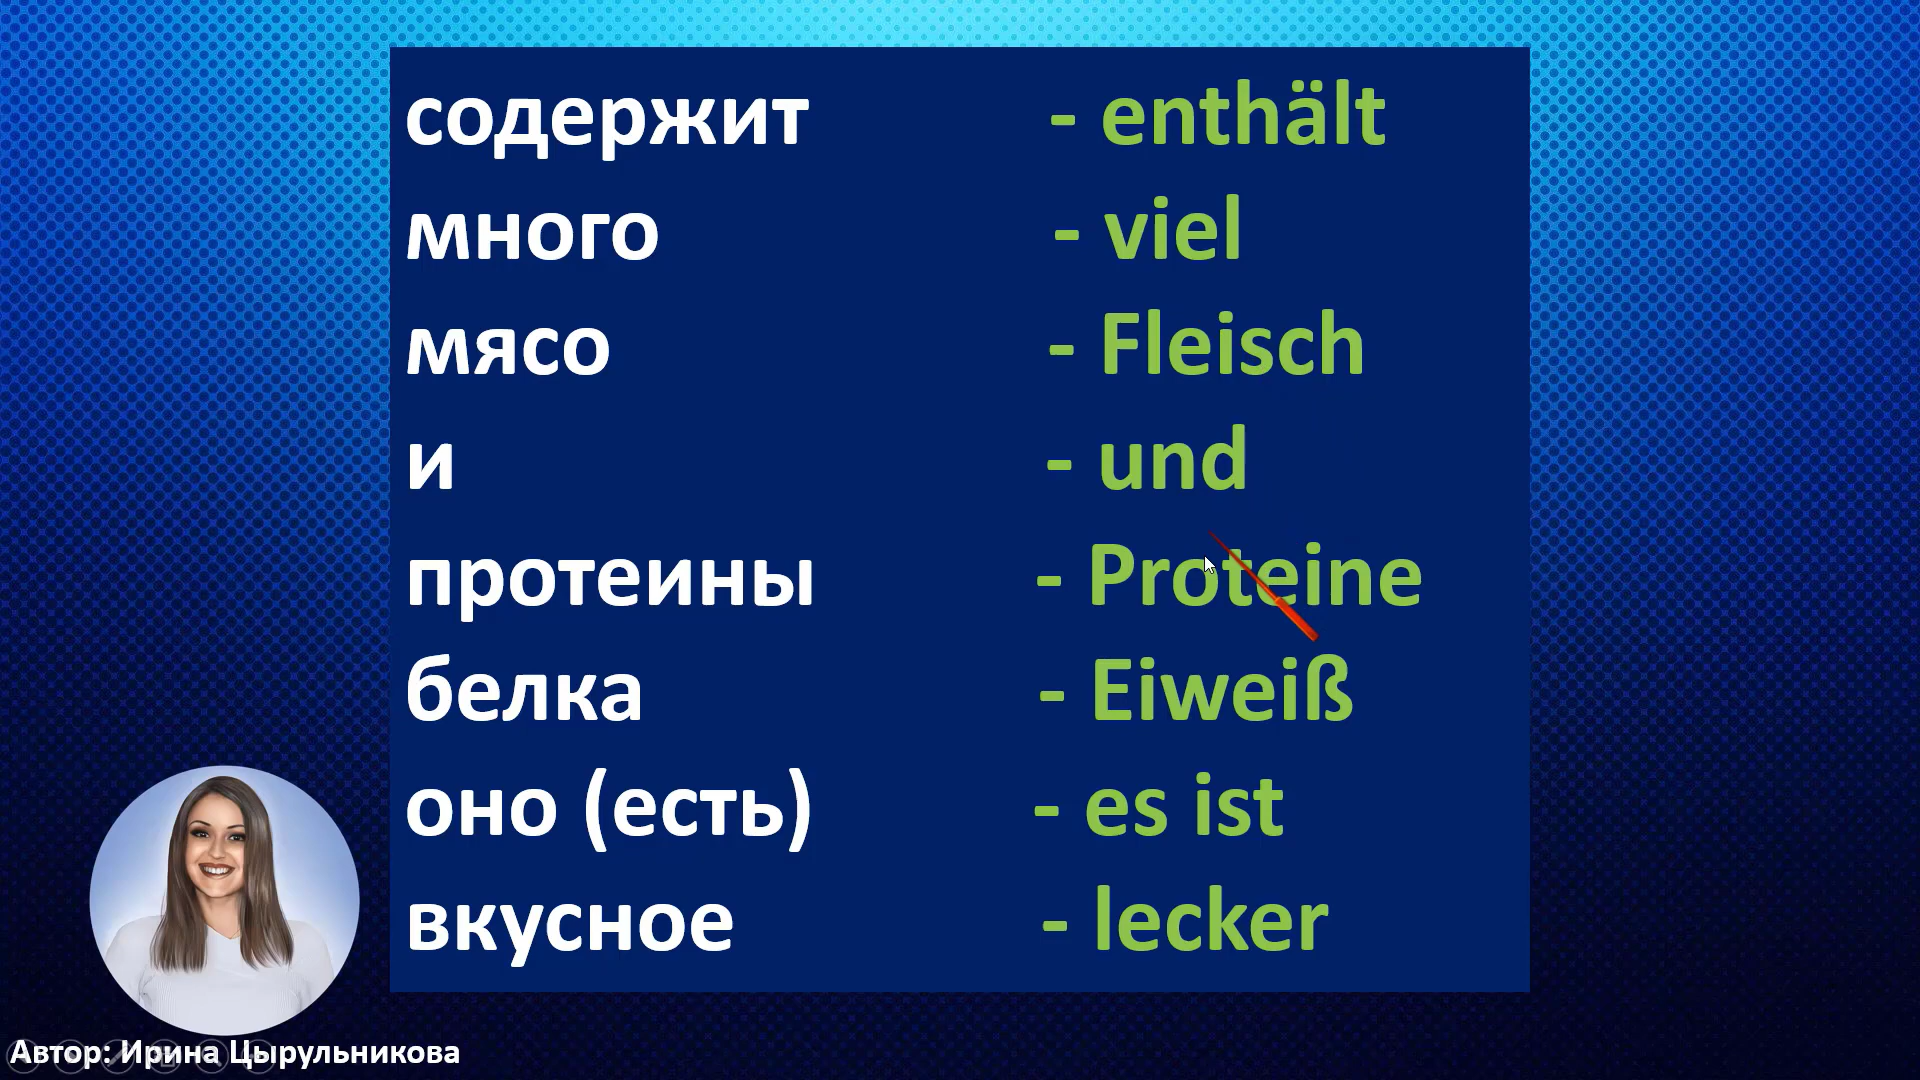 содержит - enthält
много - viel
мясо - Fleisch
и - und
протеины - Proteine
белка - Eiweiß
оно (есть) - es ist
вкусное - lecker
Автор: Ирина Цырульникова